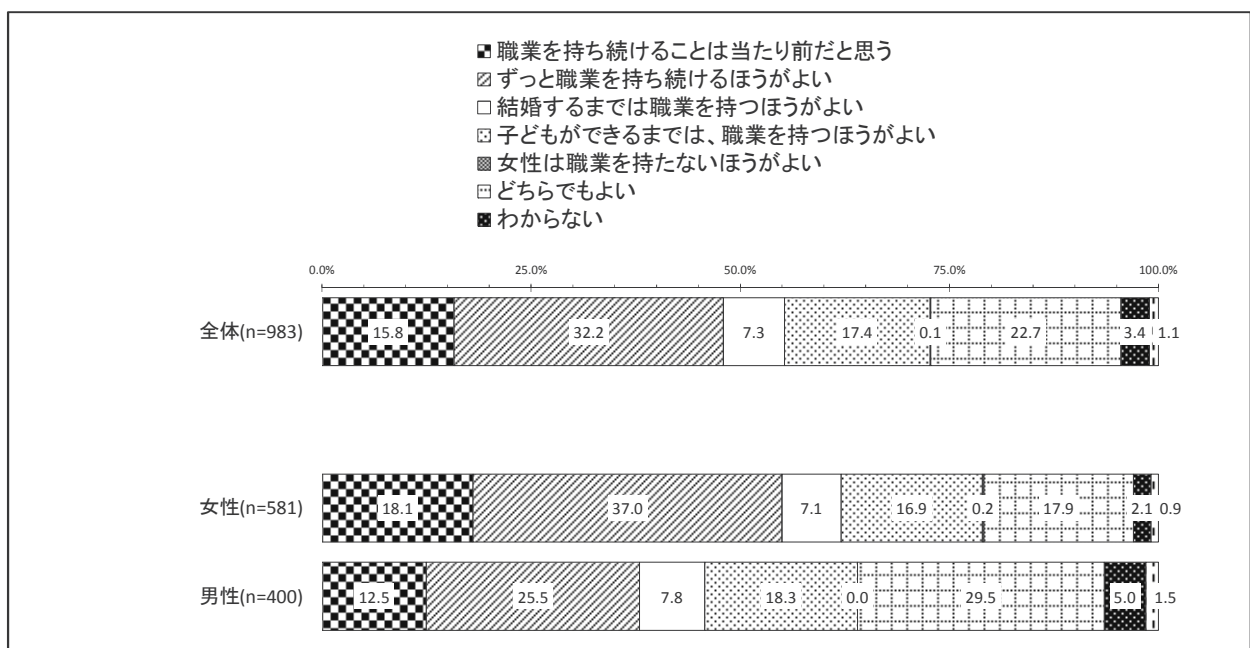 職業を持ち続けることは当たり前だと思う
ずっと職業を持ち続けるほうがよい
結婚するまでは職業を持つほうがよい
子どもができるまでは、職業を持つほうがよい
女性は職業を持たないほうがよい
どちらでもよい
わからない
0.0% 25.0% 50.0% 75.0% 100.0%
全体(n=983) 15.8 32.2 7.3 17.4 0.1 22.7 3.4 1.1
女性(n=581) 18.1 37.0 7.1 16.9 0.2 17.9 2.1 0.9
男性(n=400) 12.5 25.5 7.8 18.3 0.0 29.5 5.0 1.5